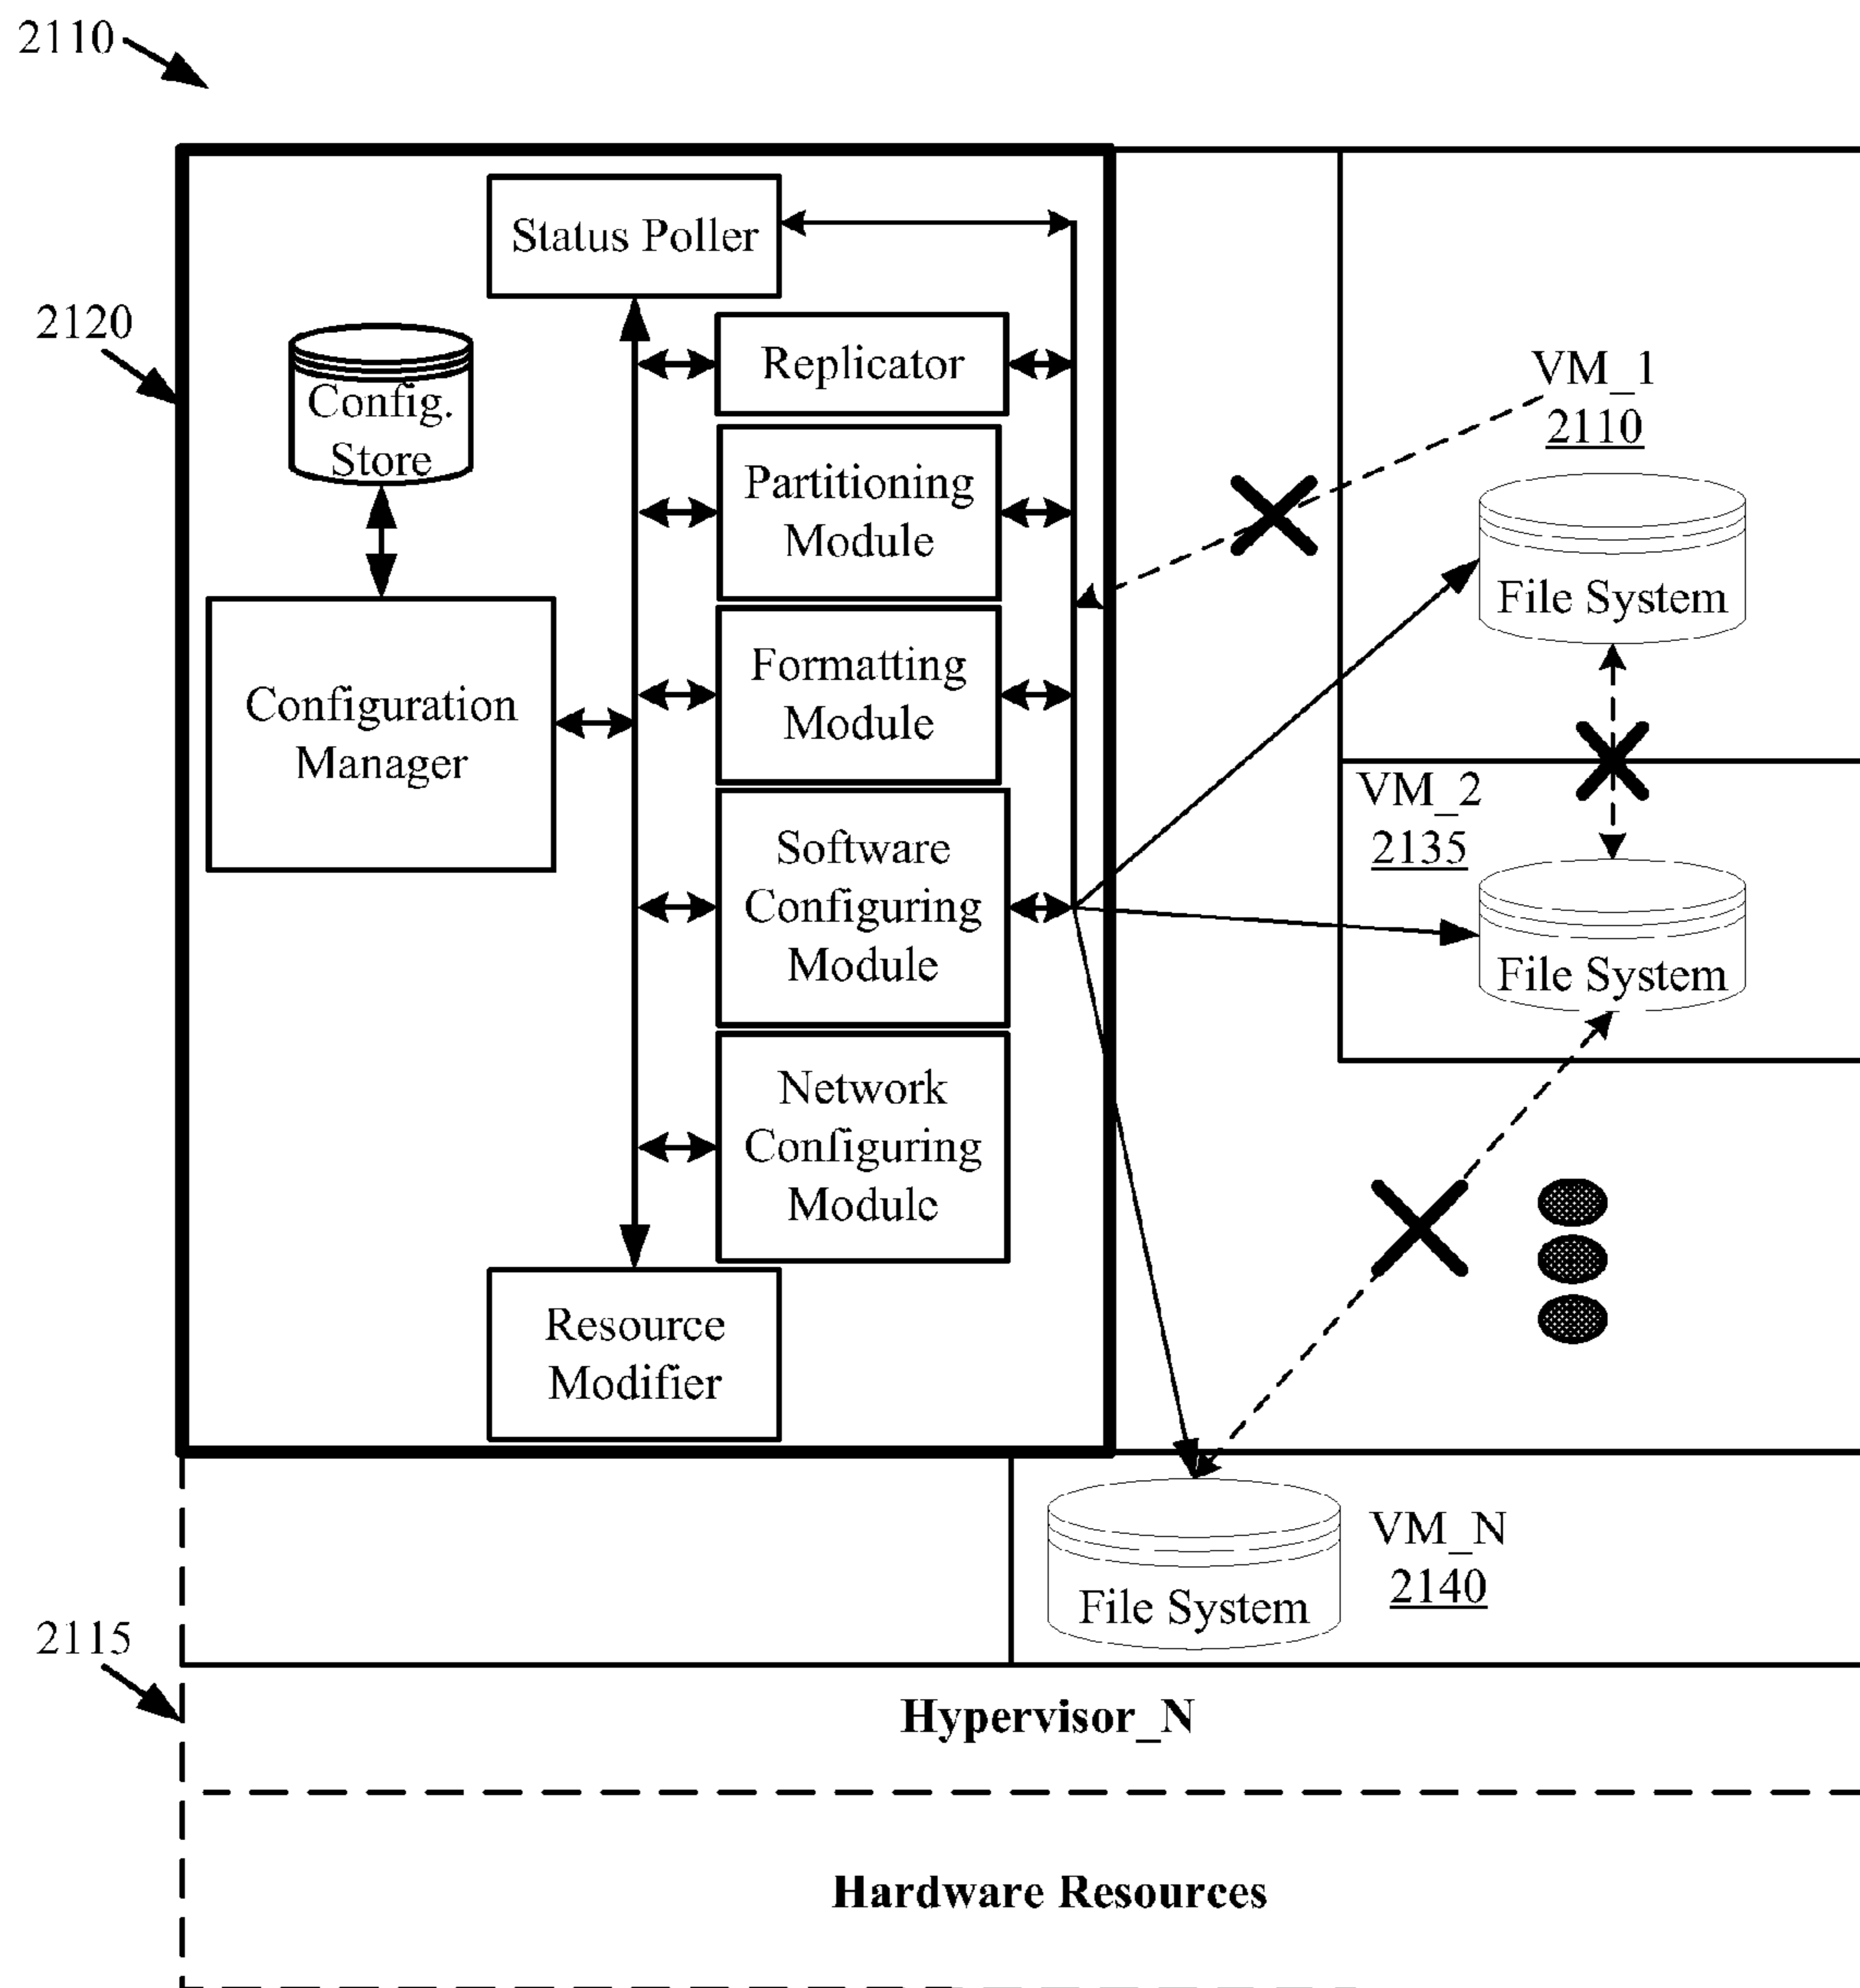 2110
Status Poller
2120
Config.
Store
Replicator
VM_1
2110
Partitioning
Module
File System
Formatting
Module
Configuration
Manager
VM_2
2135
Software
Configuring
Module
File System
Network
Configuring
Module
Resource
Modifier
VM_N
2140
File System
2115
Hypervisor_N
Hardware Resources